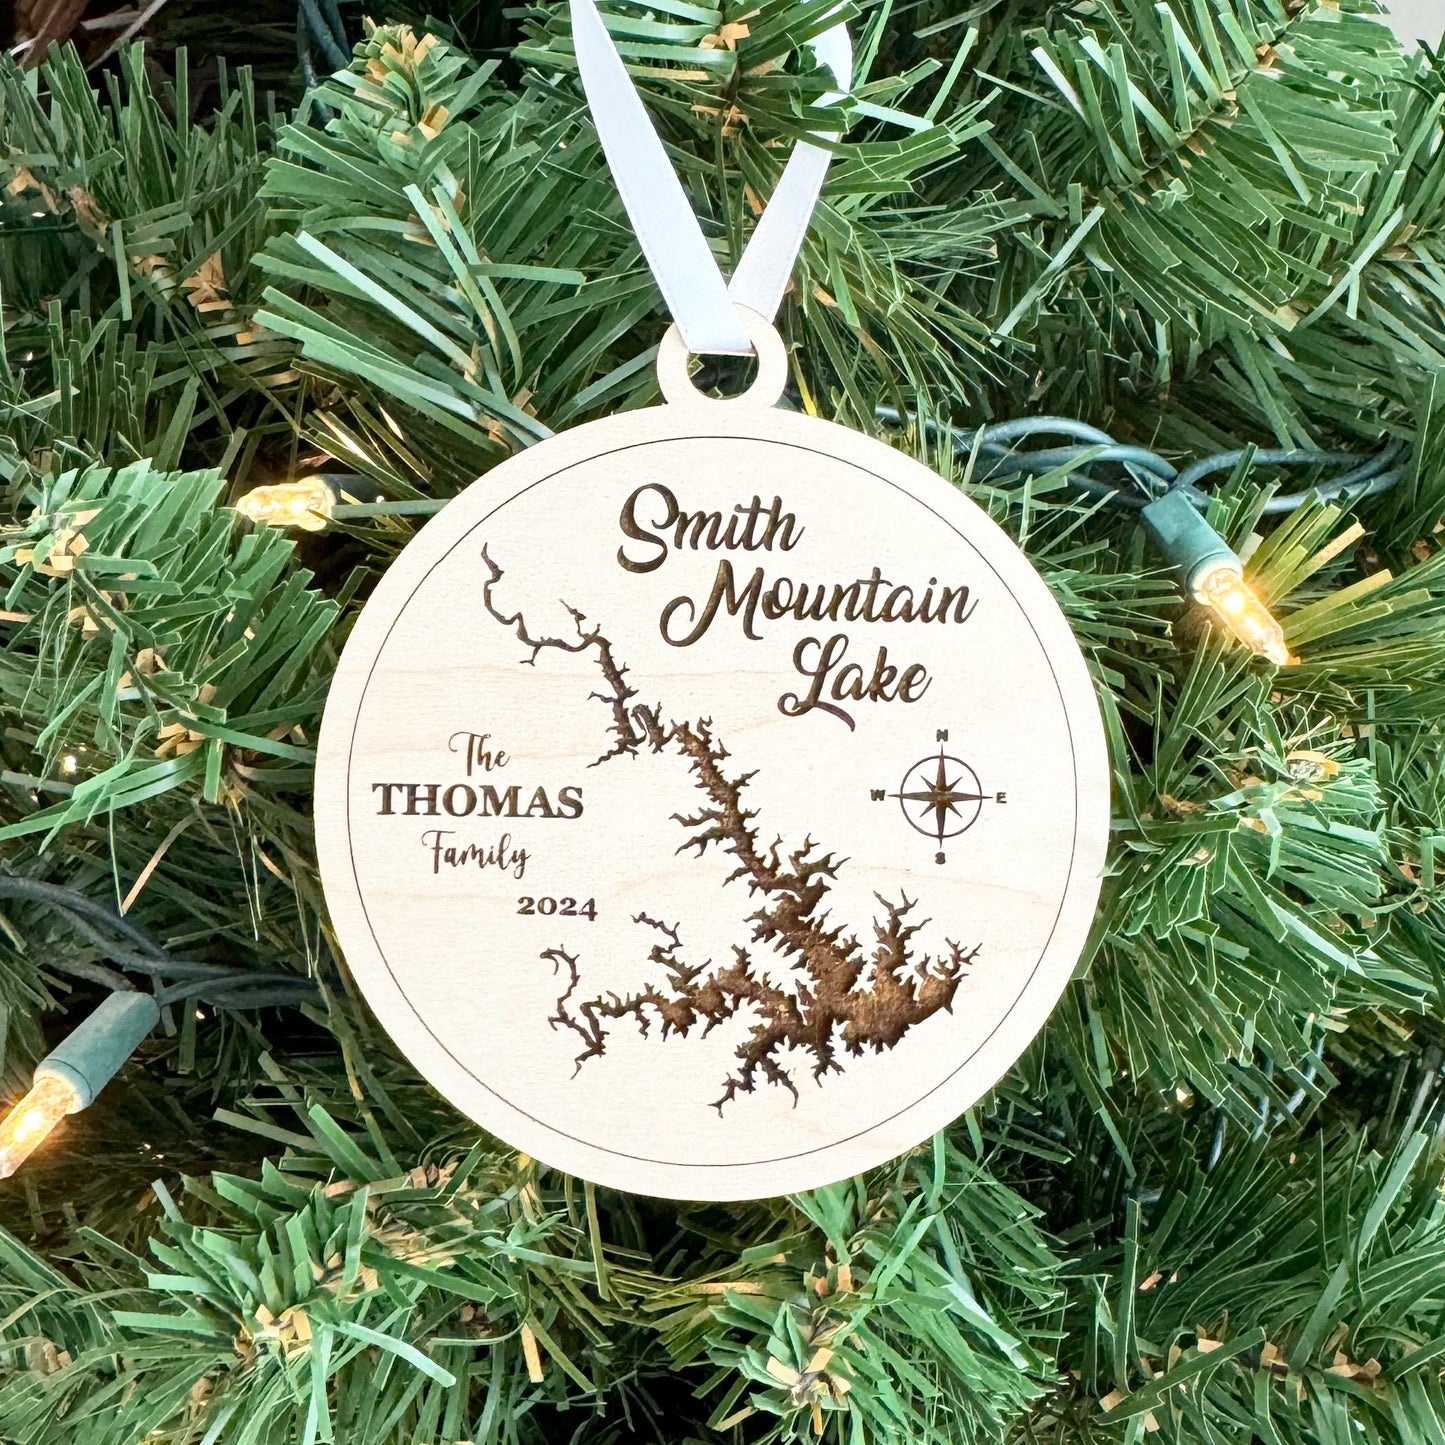 Smith
Mountain
Lake
The
THOMAS
Family
2024
N
W E
S